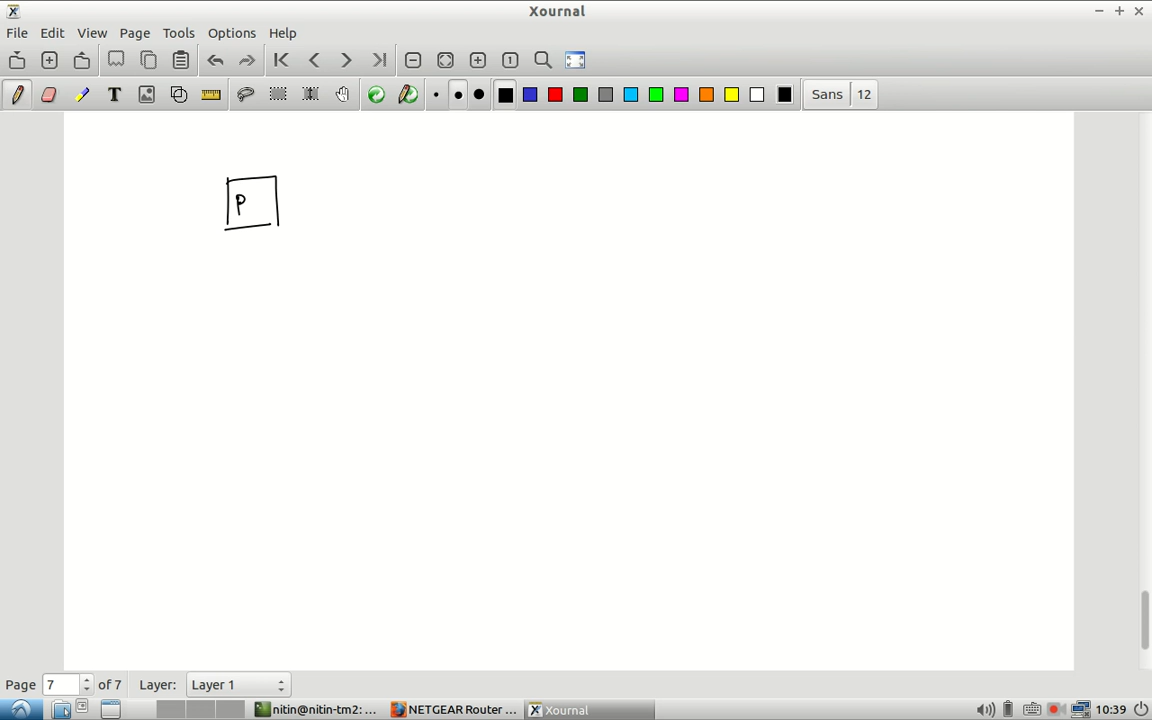 Xournal
File Edit View Page Tools Options Help
Sans 12
P
Page 7 of 7 Layer: Layer 1
nitin@nitin-tm2: ... NETGEAR Router ... Xournal 10:39